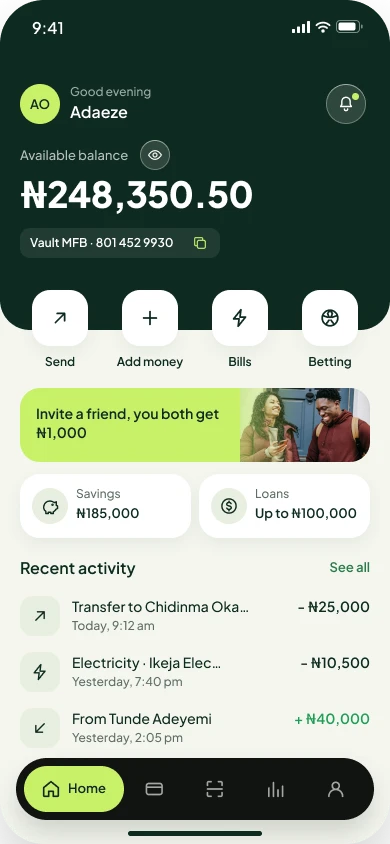 9:41
AO
Good evening
Adaeze
Available balance
₦248,350.50
Vault MFB · 801 452 9930
Send
Add money
Bills
Betting
Invite a friend, you both get
₦1,000
Savings
₦185,000
Loans
Up to ₦100,000
Recent activity
See all
Transfer to Chidinma Oka...
- ₦25,000
Today, 9:12 am
Electricity · Ikeja Elec...
- ₦10,500
Yesterday, 7:40 pm
From Tunde Adeyemi
+ ₦40,000
Yesterday, 2:05 pm
Home